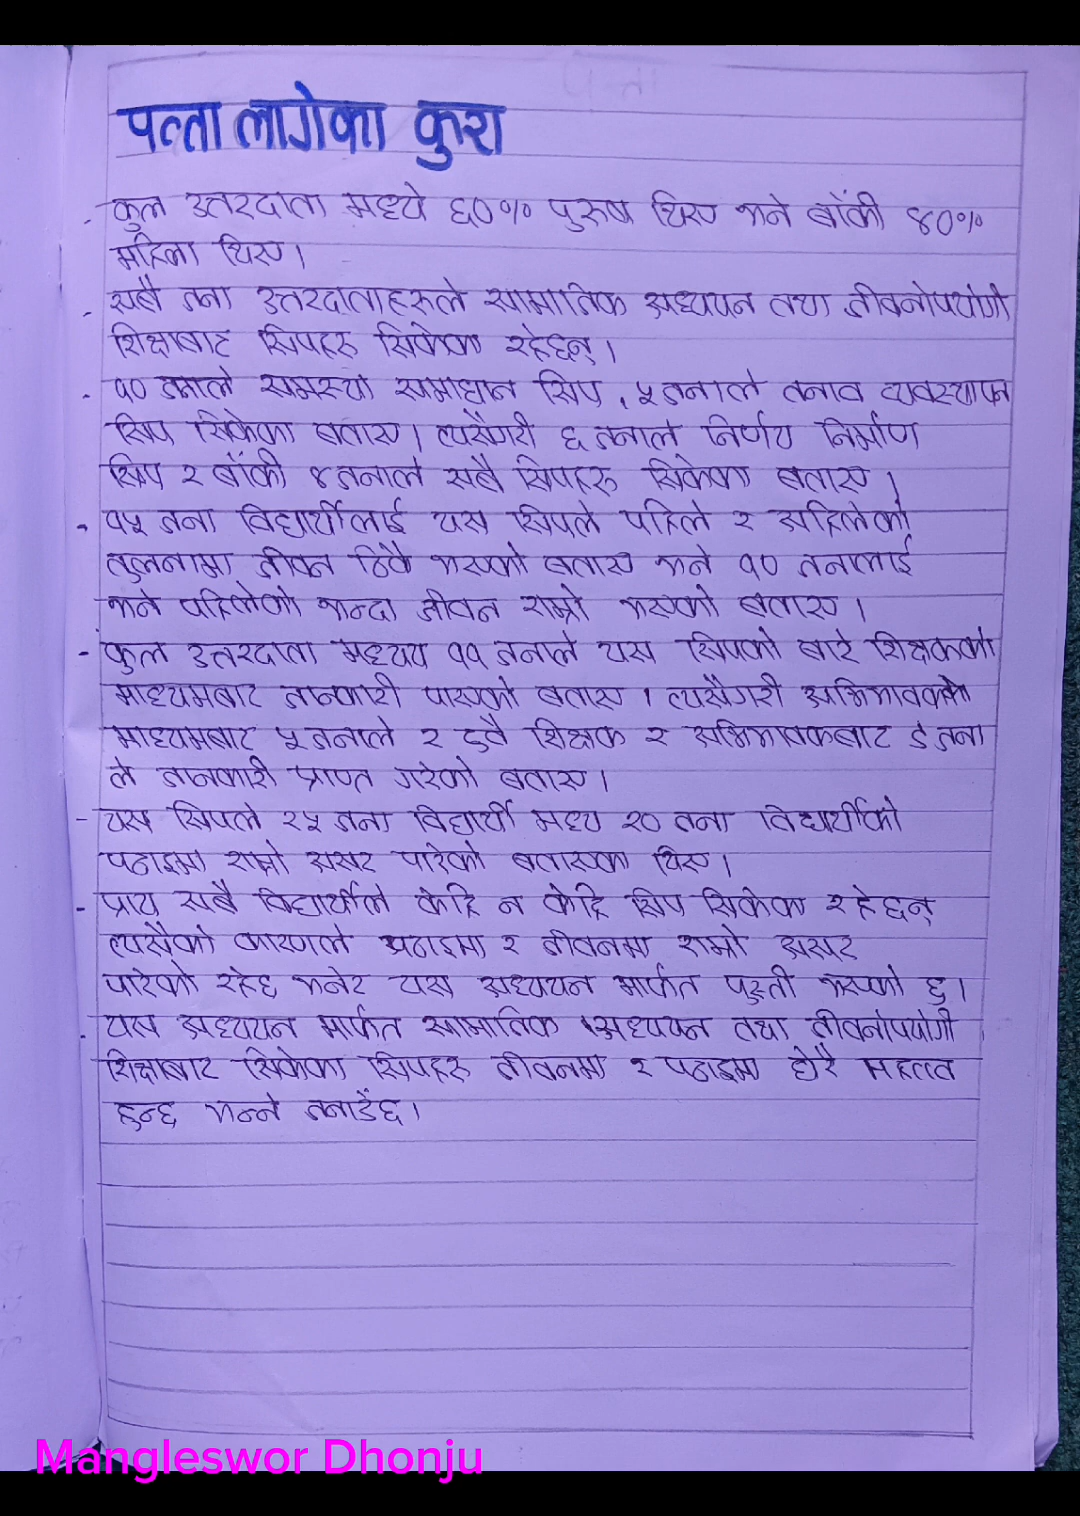 पत्ता लागेका कुरा
- कुल उत्तरदाता मध्ये ६०% पुरुष थिए भने बाँकी ४०%
महिला थिए।
- सबै जना उत्तरदाताहरुले सामाजिक अध्ययन तथा जीवनोपयोगी
शिक्षाबाट सिपहरु सिकेका रहेछन्।
- १० जनाले समस्या समाधान सिप, ५ जनाले तनाव व्यवस्थापन
सिप सिकेका बताए। त्यसैगरी ६ जनाले निर्णय निर्माण
सिप र बाँकी ४ जनाले सबै सिपहरु सिकेका बताए।
- १५ जना विद्यार्थीलाई यस सिपले पहिले र अहिलेको
तुलनामा जीवन ठिकै भएको बताए भने १० जनालाई
भने पहिलेको भन्दा जीवन राम्रो भएको बताए।
- कुल उत्तरदाता मध्यय ११ जनाले यस सिपको बारे शिक्षकको
माध्यमबाट जानकारी पाएको बताए। त्यसैगरी अभिभावकको
माध्यमबाट ५ जनाले र दुवै शिक्षक र अभिभावकबाट जना
ले जानकारी प्राप्त गरेको बताए।
- यस सिपले २५ जना विद्यार्थी मध्य २० जना विद्यार्थीको
पढाइमा राम्रो असर पारेको बताएका थिए।
- प्राय सबै विद्यार्थीले केहि न केहि सिप सिकेका रहेछन्
त्यसैको कारणले पढाइमा र जीवनमा राम्रो असर
पारेको रहेछ भनेर यस अध्ययन मार्फत पुस्ती भएको छ।
- यस अध्ययन मार्फत सामाजिक अध्ययन तथा जीवनोपयोगी
शिक्षाबाट सिकेका सिपहरु जीवनमा र पढाइमा धेरै महत्त्व
हुन्छ भन्ने जनाउँछ।
Mangleswor Dhonju